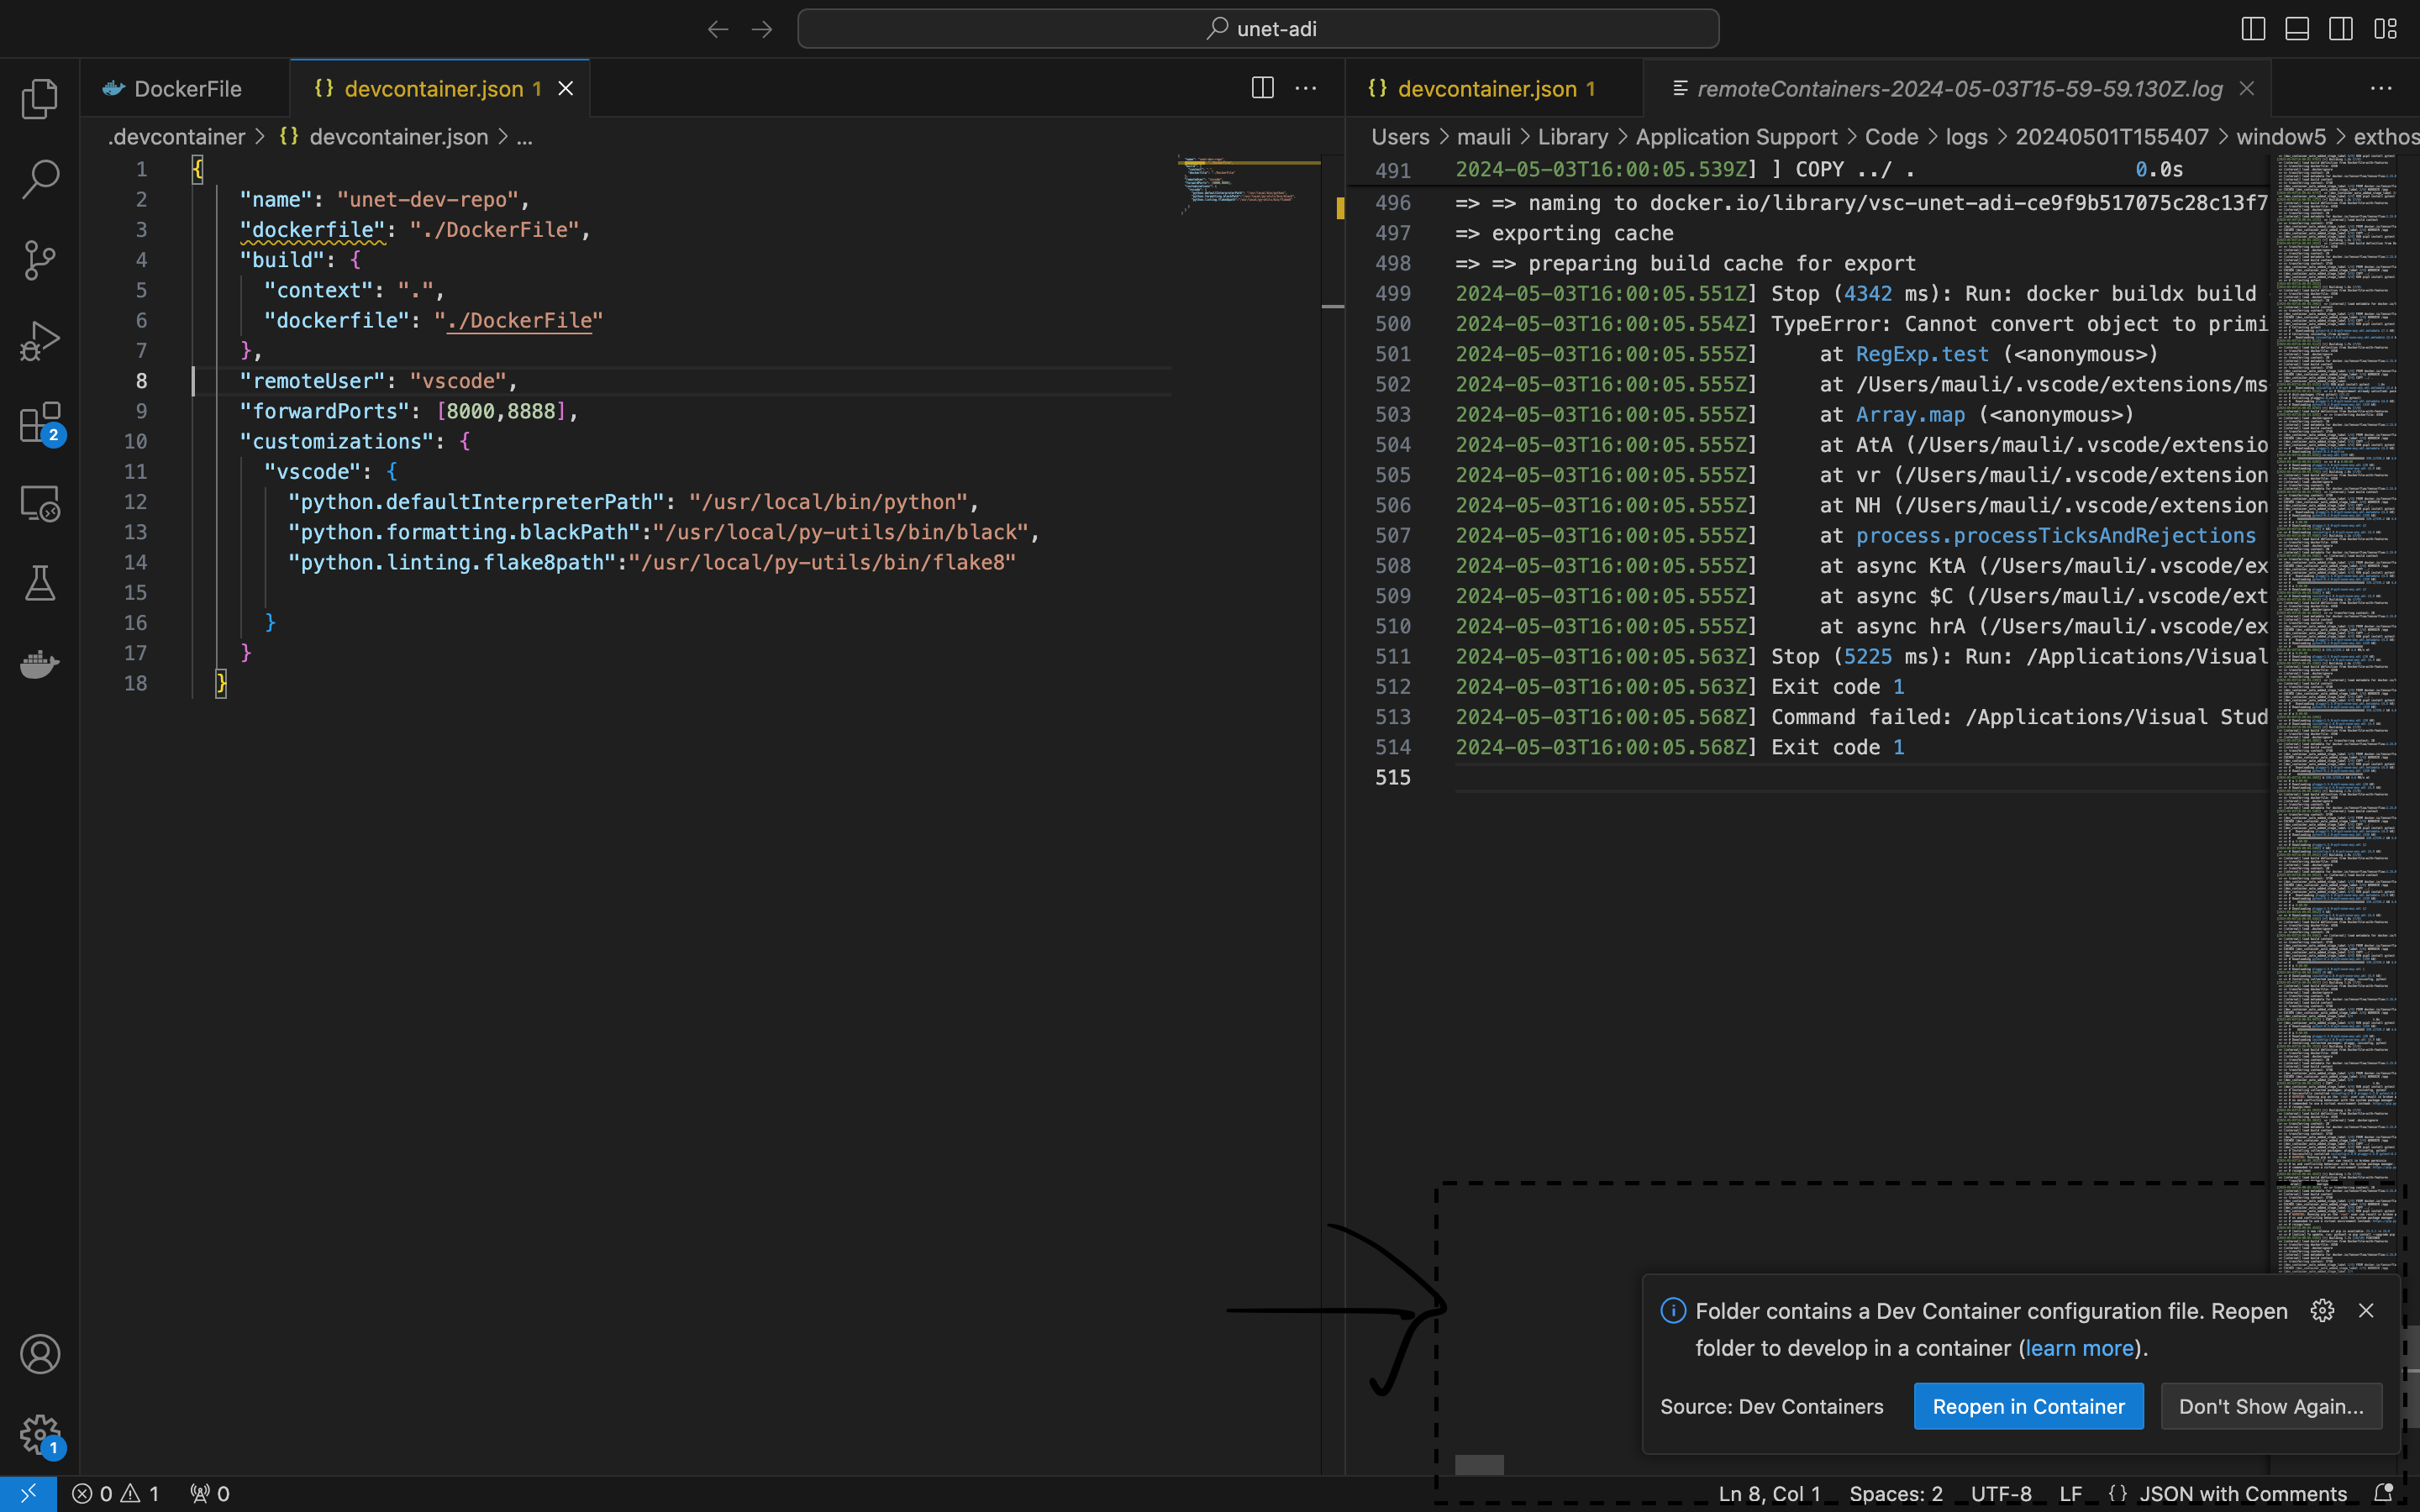 unet-adi
DockerFile
devcontainer.json 1
.devcontainer > {} devcontainer.json > ...
1 {
2 "name": "unet-dev-repo",
3 "dockerfile": "./DockerFile",
4 "build": {
5 "context": ".",
6 "dockerfile": "./DockerFile"
7 },
8 "remoteUser": "vscode",
9 "forwardPorts": [8000,8888],
10 "customizations": {
11 "vscode": {
12 "python.defaultInterpreterPath": "/usr/local/bin/python",
13 "python.formatting.blackPath":"/usr/local/py-utils/bin/black",
14 "python.linting.flake8path":"/usr/local/py-utils/bin/flake8"
15
16 }
17 }
18 }
2
1
{} devcontainer.json 1
remoteContainers-2024-05-03T15-59-59.130Z.log
Users > mauli > Library > Application Support > Code > logs > 20240501T155407 > window5 > exthos
491 2024-05-03T16:00:05.539Z] ] COPY ../ . 0.0s
496 => => naming to docker.io/library/vsc-unet-adi-ce9f9b517075c28c13f7
497 => exporting cache
498 => => preparing build cache for export
499 2024-05-03T16:00:05.551Z] Stop (4342 ms): Run: docker buildx build
500 2024-05-03T16:00:05.554Z] TypeError: Cannot convert object to primi
501 2024-05-03T16:00:05.555Z] at RegExp.test (<anonymous>)
502 2024-05-03T16:00:05.555Z] at /Users/mauli/.vscode/extensions/ms
503 2024-05-03T16:00:05.555Z] at Array.map (<anonymous>)
504 2024-05-03T16:00:05.555Z] at AtA (/Users/mauli/.vscode/extensio
505 2024-05-03T16:00:05.555Z] at vr (/Users/mauli/.vscode/extension
506 2024-05-03T16:00:05.555Z] at NH (/Users/mauli/.vscode/extension
507 2024-05-03T16:00:05.555Z] at process.processTicksAndRejections
508 2024-05-03T16:00:05.555Z] at async KtA (/Users/mauli/.vscode/ex
509 2024-05-03T16:00:05.555Z] at async $C (/Users/mauli/.vscode/ext
510 2024-05-03T16:00:05.555Z] at async hrA (/Users/mauli/.vscode/ex
511 2024-05-03T16:00:05.563Z] Stop (5225 ms): Run: /Applications/Visual
512 2024-05-03T16:00:05.563Z] Exit code 1
513 2024-05-03T16:00:05.568Z] Command failed: /Applications/Visual Stud
514 2024-05-03T16:00:05.568Z] Exit code 1
515
Folder contains a Dev Container configuration file. Reopen
folder to develop in a container (learn more).
Source: Dev Containers
Reopen in Container
Don't Show Again...
0 1 0
Ln 8, Col 1 Spaces: 2 UTF-8 LF {} JSON with Comments